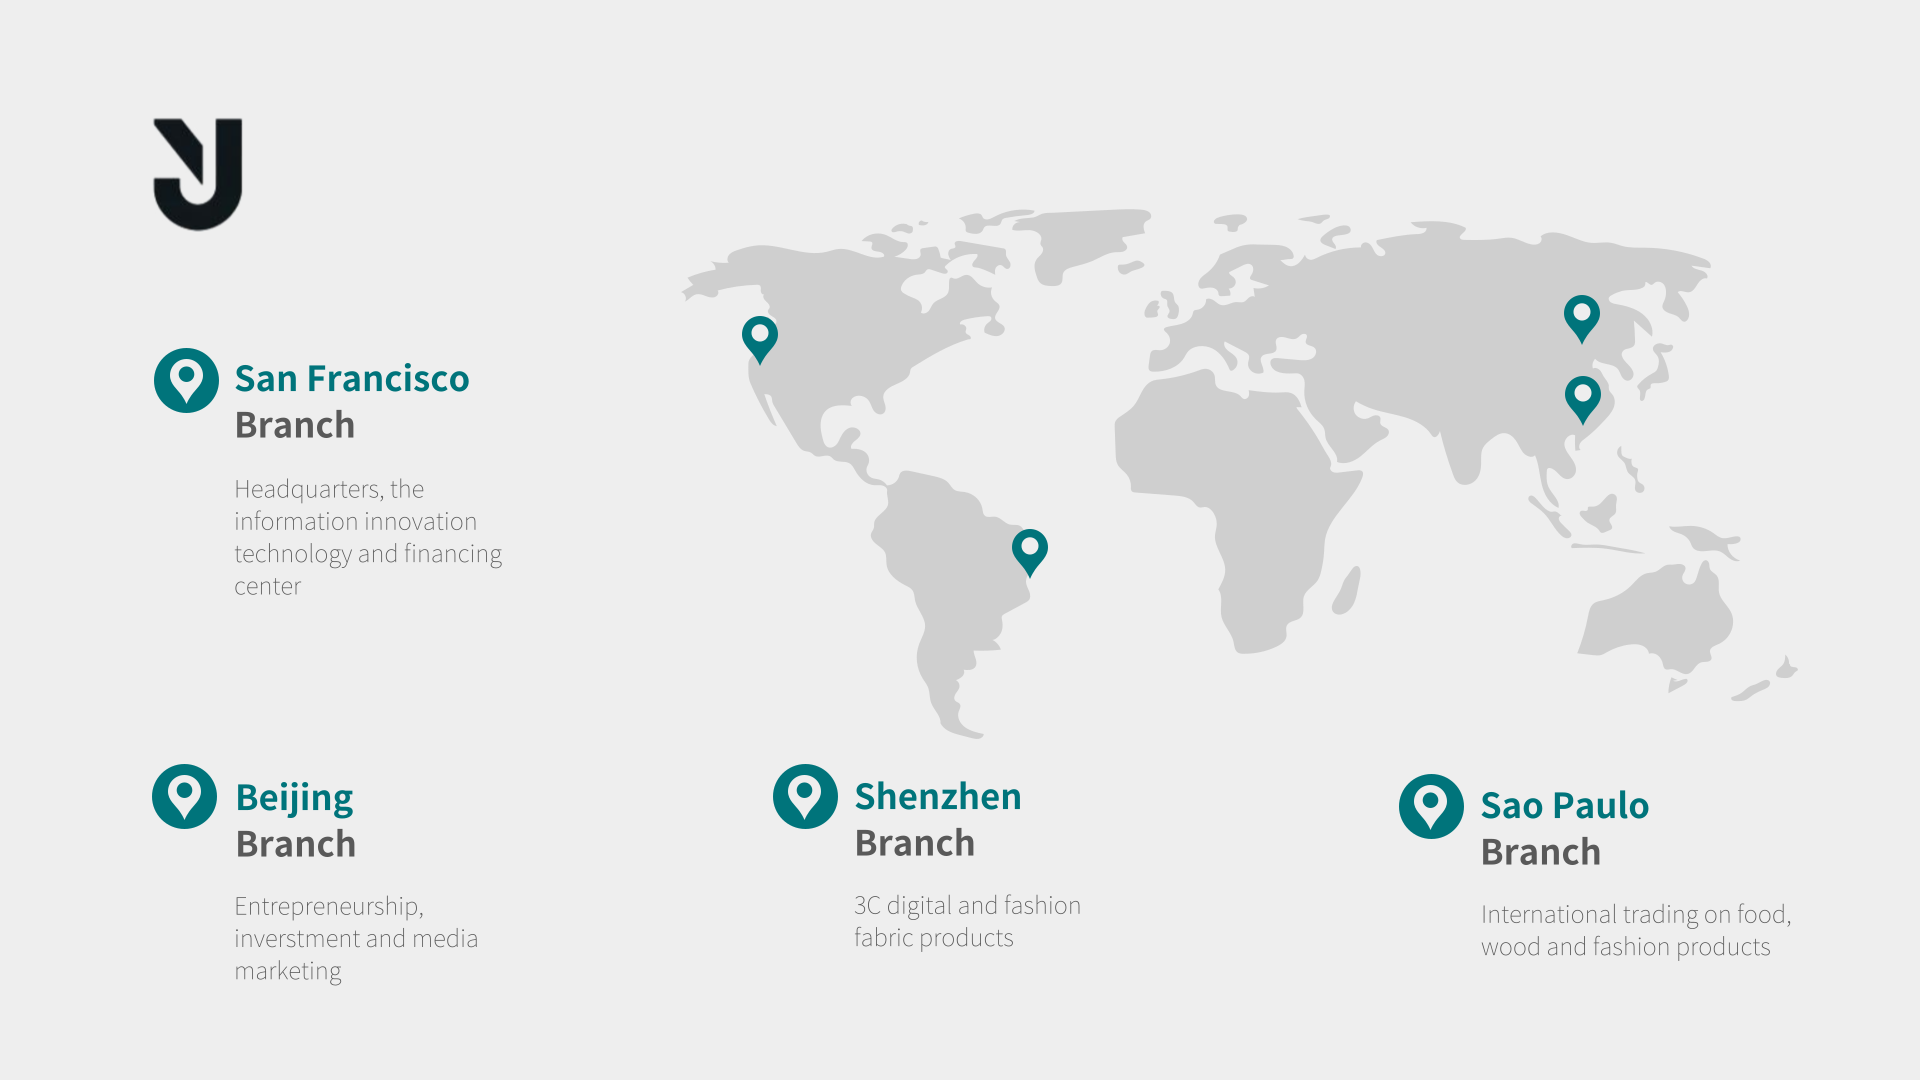 San Francisco
Branch
Headquarters, the
information innovation
technology and financing
center
Beijing
Branch
Entrepreneurship,
inverstment and media
marketing
Shenzhen
Branch
3C digital and fashion
fabric products
Sao Paulo
Branch
International trading on food,
wood and fashion products